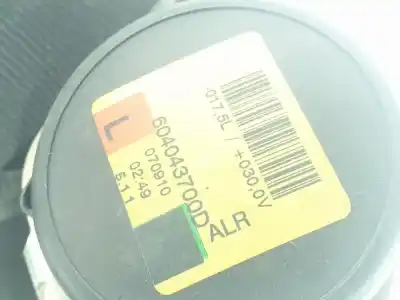 -017.5L / +030.0V
604043700D ALR
L
070910
02:49
5.11